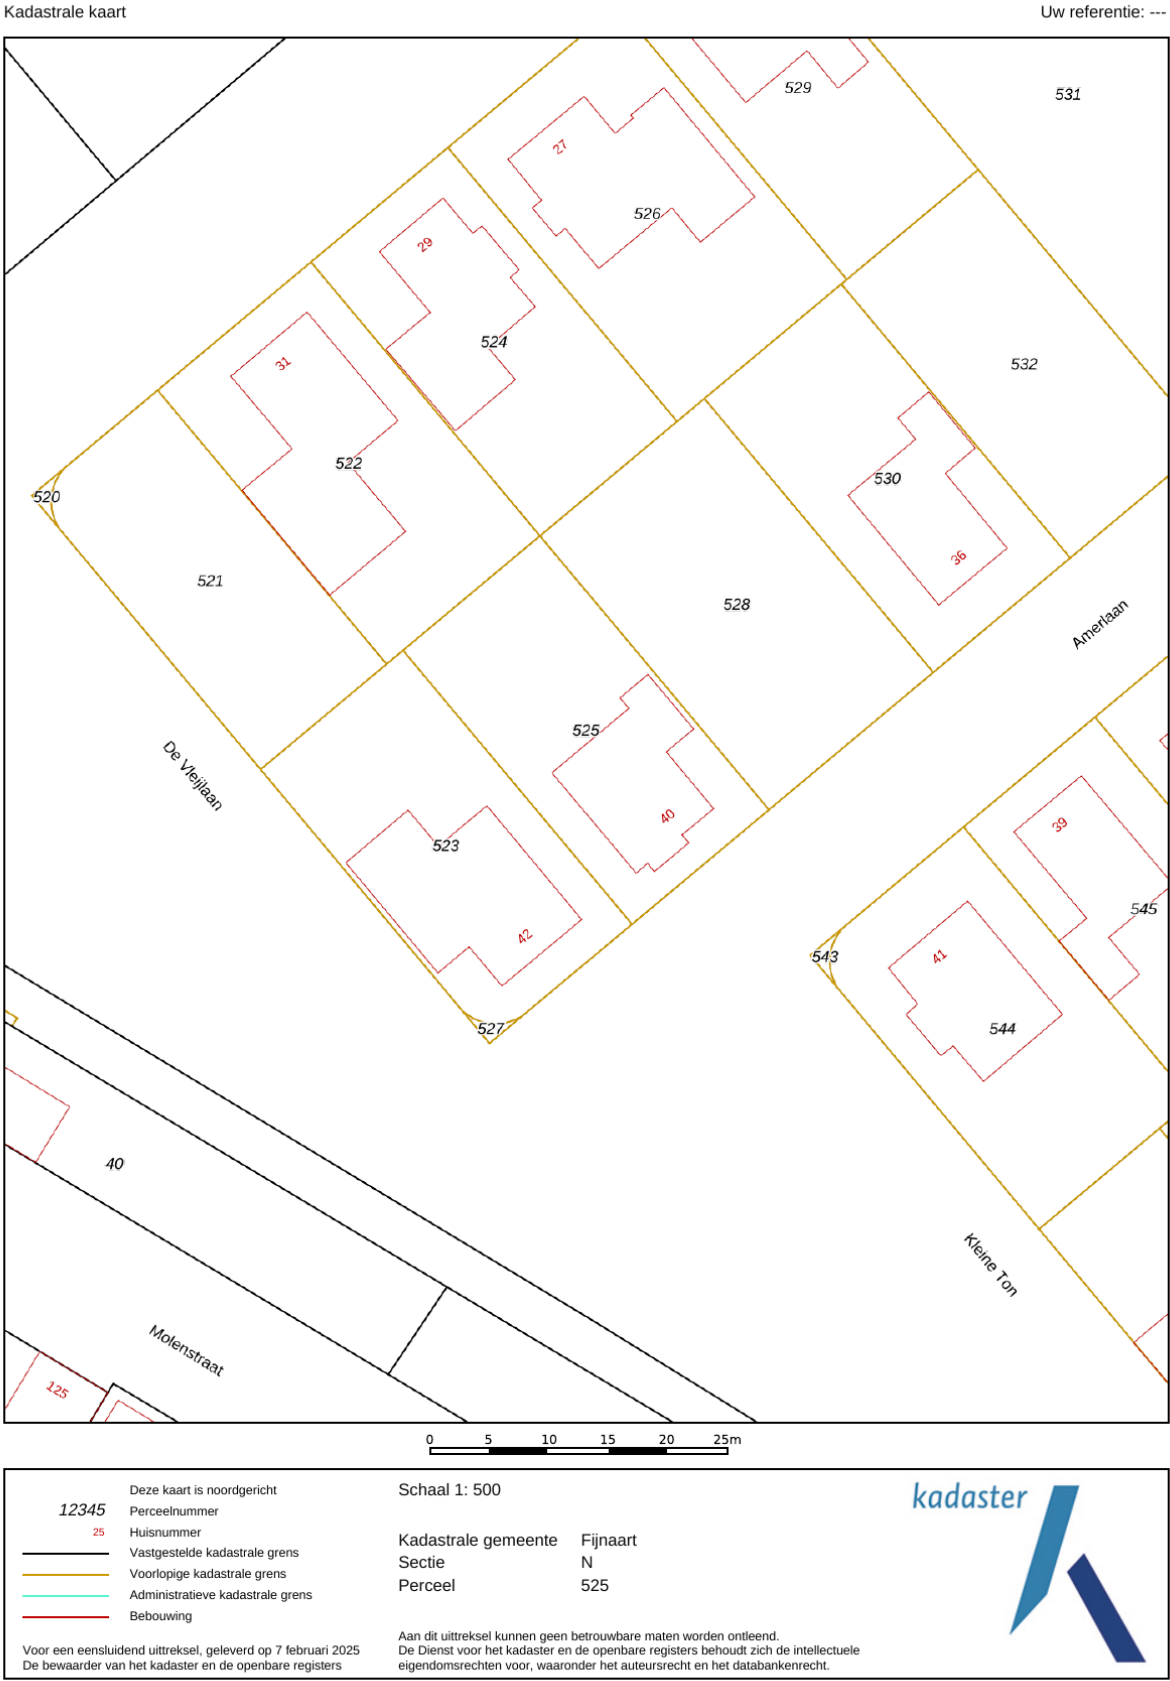 Kadastrale kaart
Uw referentie: ---
529
531
27
526
29
524
532
31
522
530
520
521
36
528
Amerlaan
525
De Vleijlaan
40
39
523
42
545
41
543
544
527
40
Kleine Ton
Molenstraat
125
0 5 10 15 20 25m
Deze kaart is noordgericht
12345 Perceelnummer
25 Huisnummer
Vastgestelde kadastrale grens
Voorlopige kadastrale grens
Administratieve kadastrale grens
Bebouwing
Voor een eensluidend uittreksel, geleverd op 7 februari 2025
De bewaarder van het kadaster en de openbare registers
Schaal 1: 500
Kadastrale gemeente Fijnaart
Sectie N
Perceel 525
Aan dit uittreksel kunnen geen betrouwbare maten worden ontleend.
De Dienst voor het kadaster en de openbare registers behoudt zich de intellectuele
eigendomsrechten voor, waaronder het auteursrecht en het databankenrecht.
kadaster